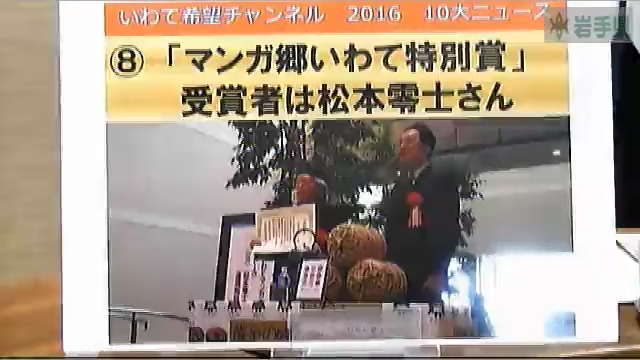 いわて希望チャンネル 2016 10大ニュース
岩手県
⑧「マンガ郷いわて特別賞」
受賞者は松本零士さん